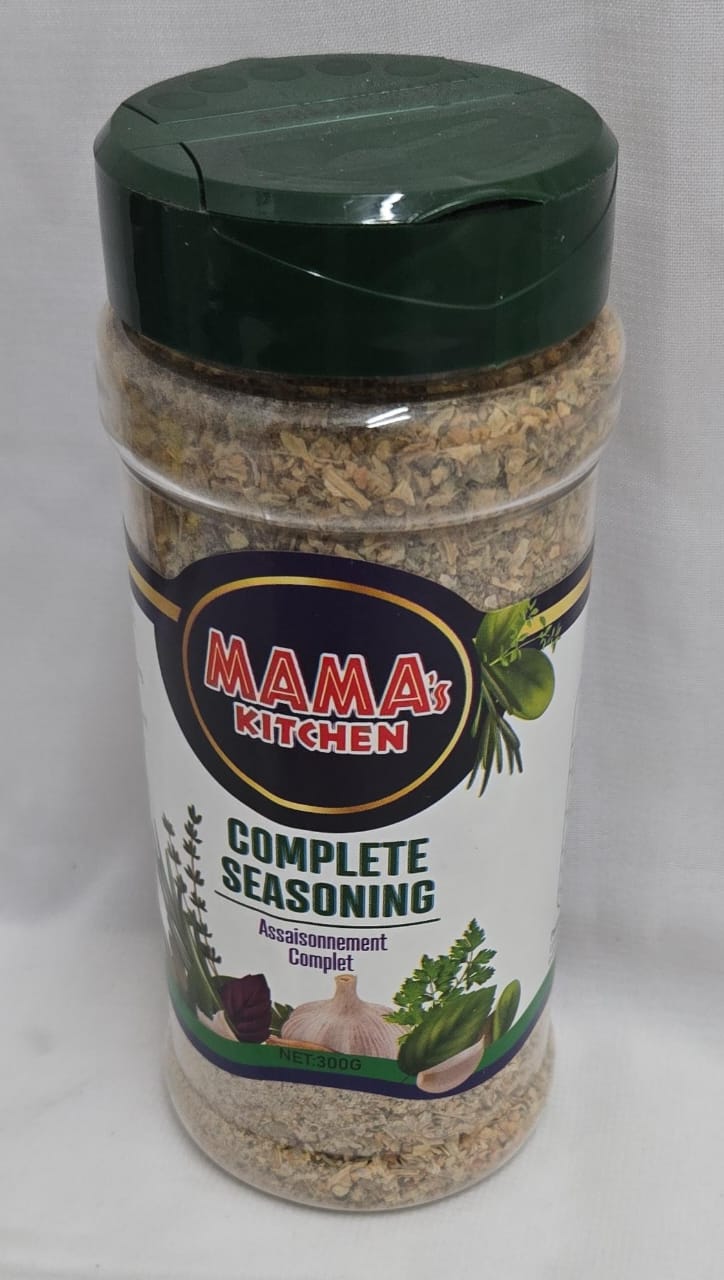 MAMA's
KITCHEN
COMPLETE
SEASONING
Assaisonnement
Complet
NET:300G